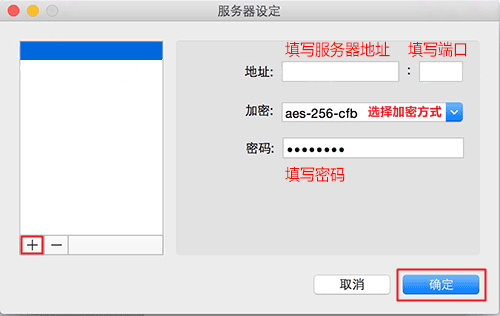 服务器设定
填写服务器地址 填写端口
地址: :
加密: aes-256-cfb 选择加密方式
密码: ●●●●●●●●
填写密码
+ −
取消 确定